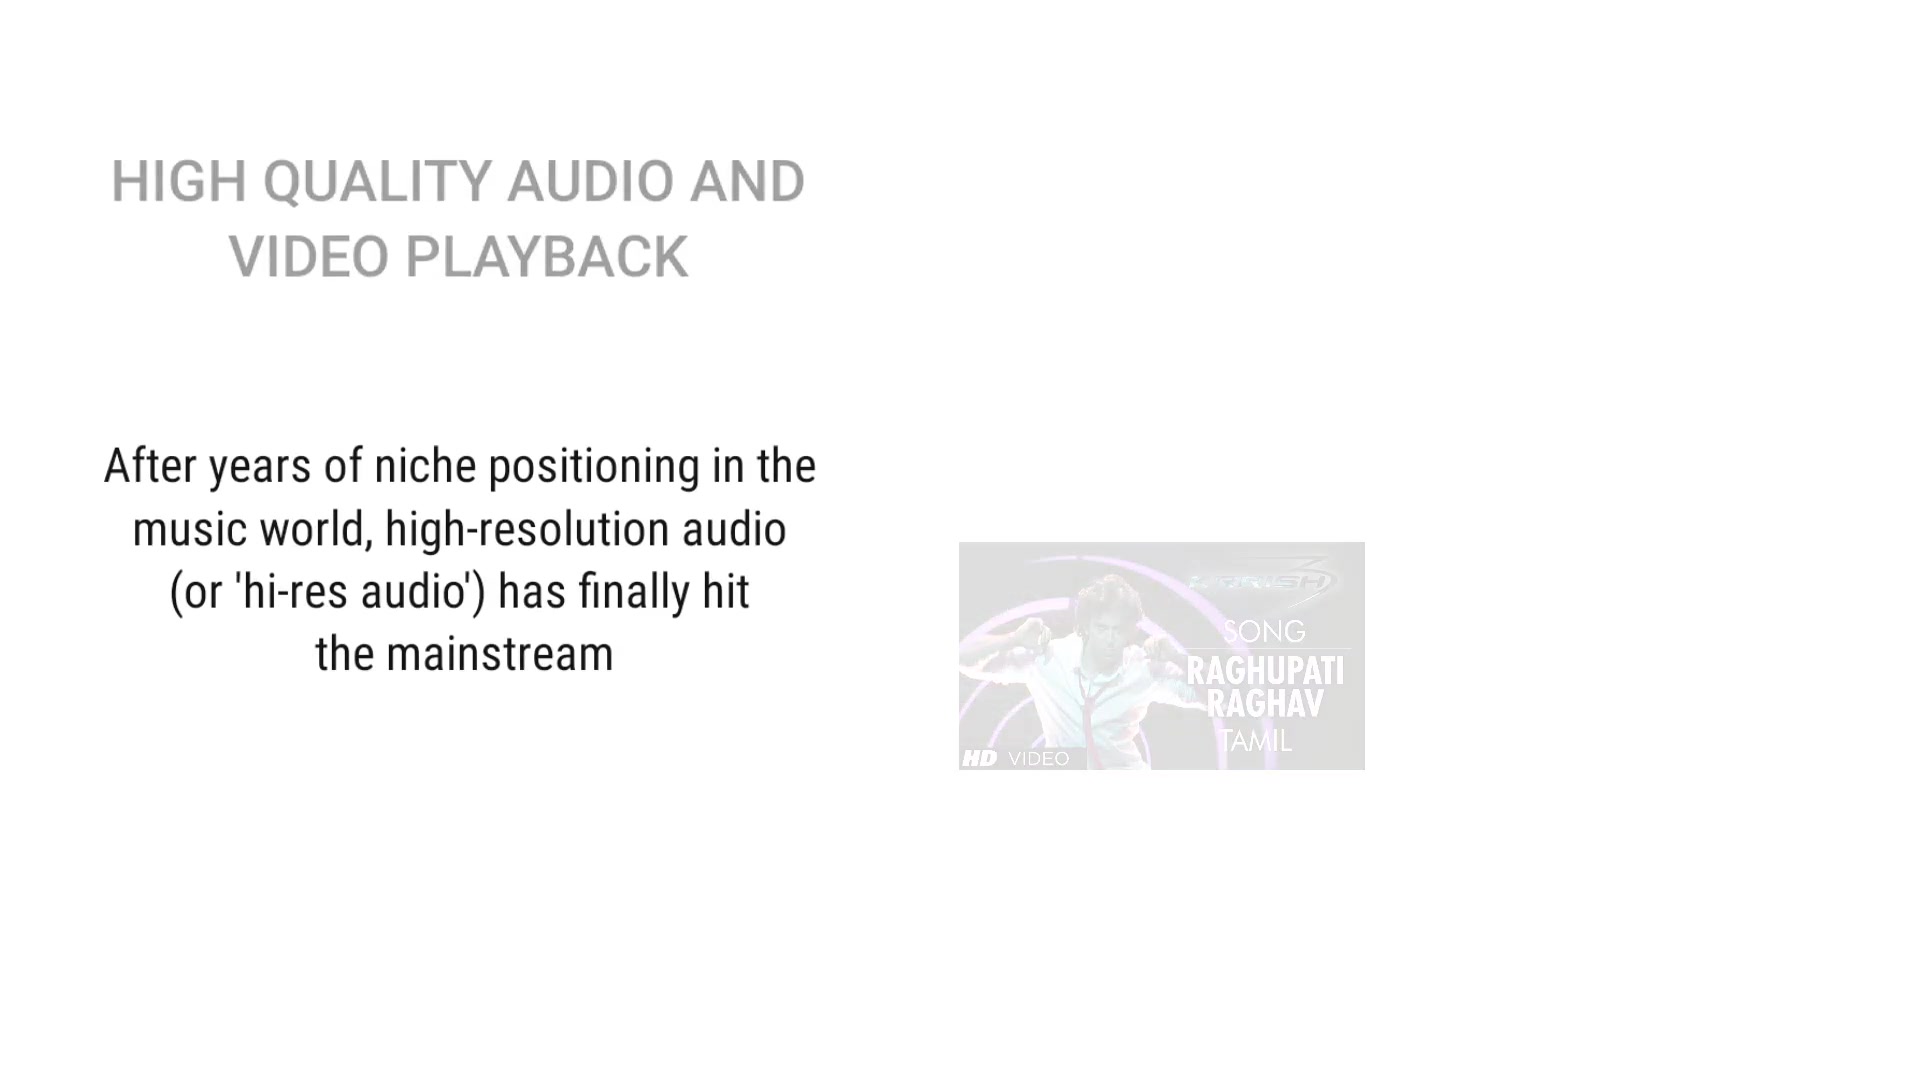 HIGH QUALITY AUDIO AND
VIDEO PLAYBACK
After years of niche positioning in the
music world, high-resolution audio
(or 'hi-res audio') has finally hit
the mainstream
KRRISH 3
SONG
RAGHUPATI
RAGHAV
TAMIL
HD VIDEO